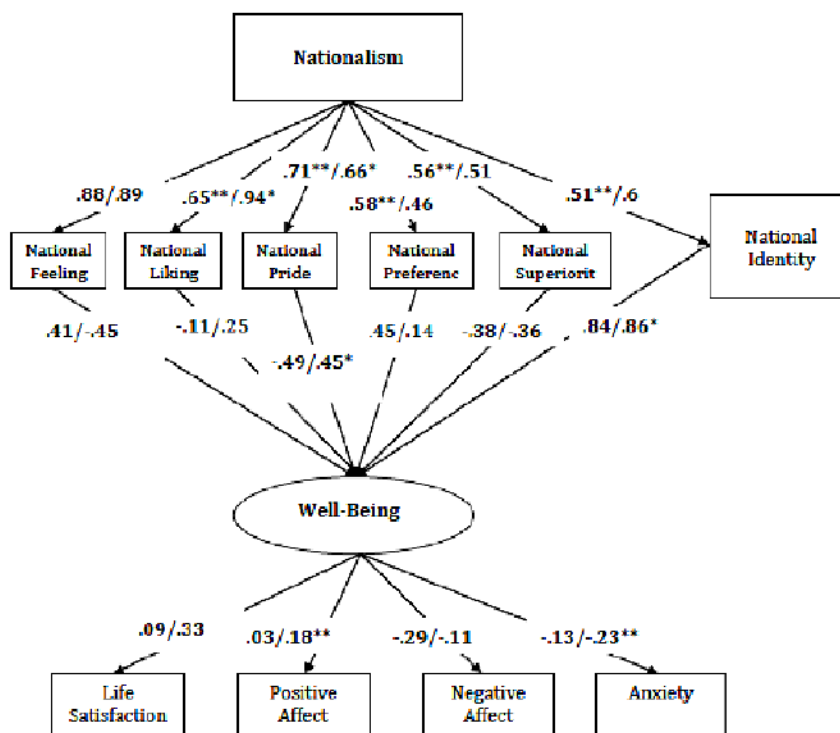 Nationalism
.88/.89
.65**/.94*
.71**/.66*
.58**/.46
.56**/.51
.51**/.6
National
Feeling
National
Liking
National
Pride
National
Preferenc
National
Superiorit
National
Identity
.41/-.45
-.11/.25
-.49/.45*
.45/.14
-.38/-.36
.84/.86*
Well-Being
.09/.33
.03/.18**
-.29/-.11
-.13/-.23**
Life
Satisfaction
Positive
Affect
Negative
Affect
Anxiety